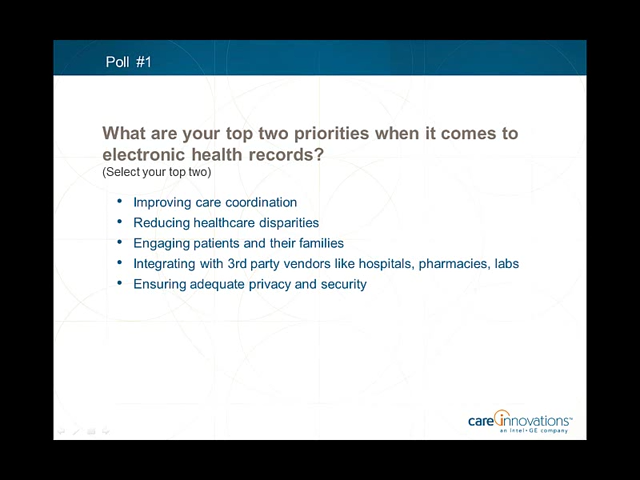 Poll #1
What are your top two priorities when it comes to
electronic health records?
(Select your top two)
• Improving care coordination
• Reducing healthcare disparities
• Engaging patients and their families
• Integrating with 3rd party vendors like hospitals, pharmacies, labs
• Ensuring adequate privacy and security
care innovations™
an Intel • GE company